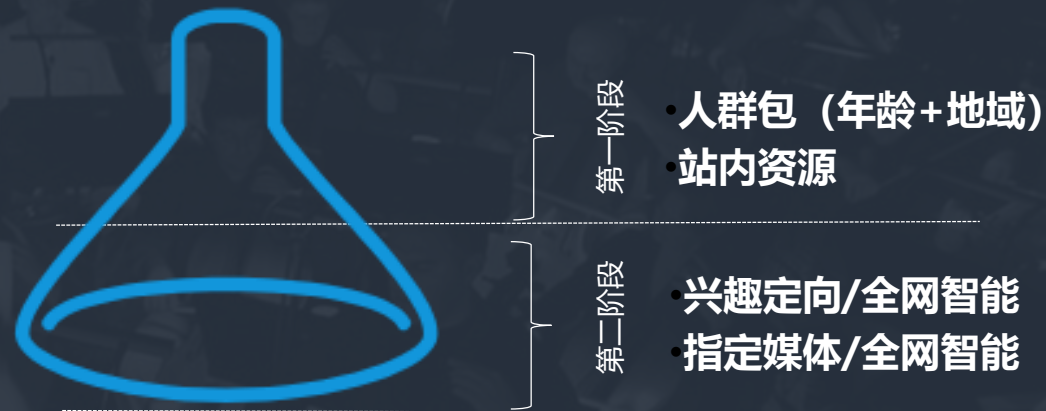 第一阶段
•人群包（年龄+地域）
•站内资源
第二阶段
•兴趣定向/全网智能
•指定媒体/全网智能